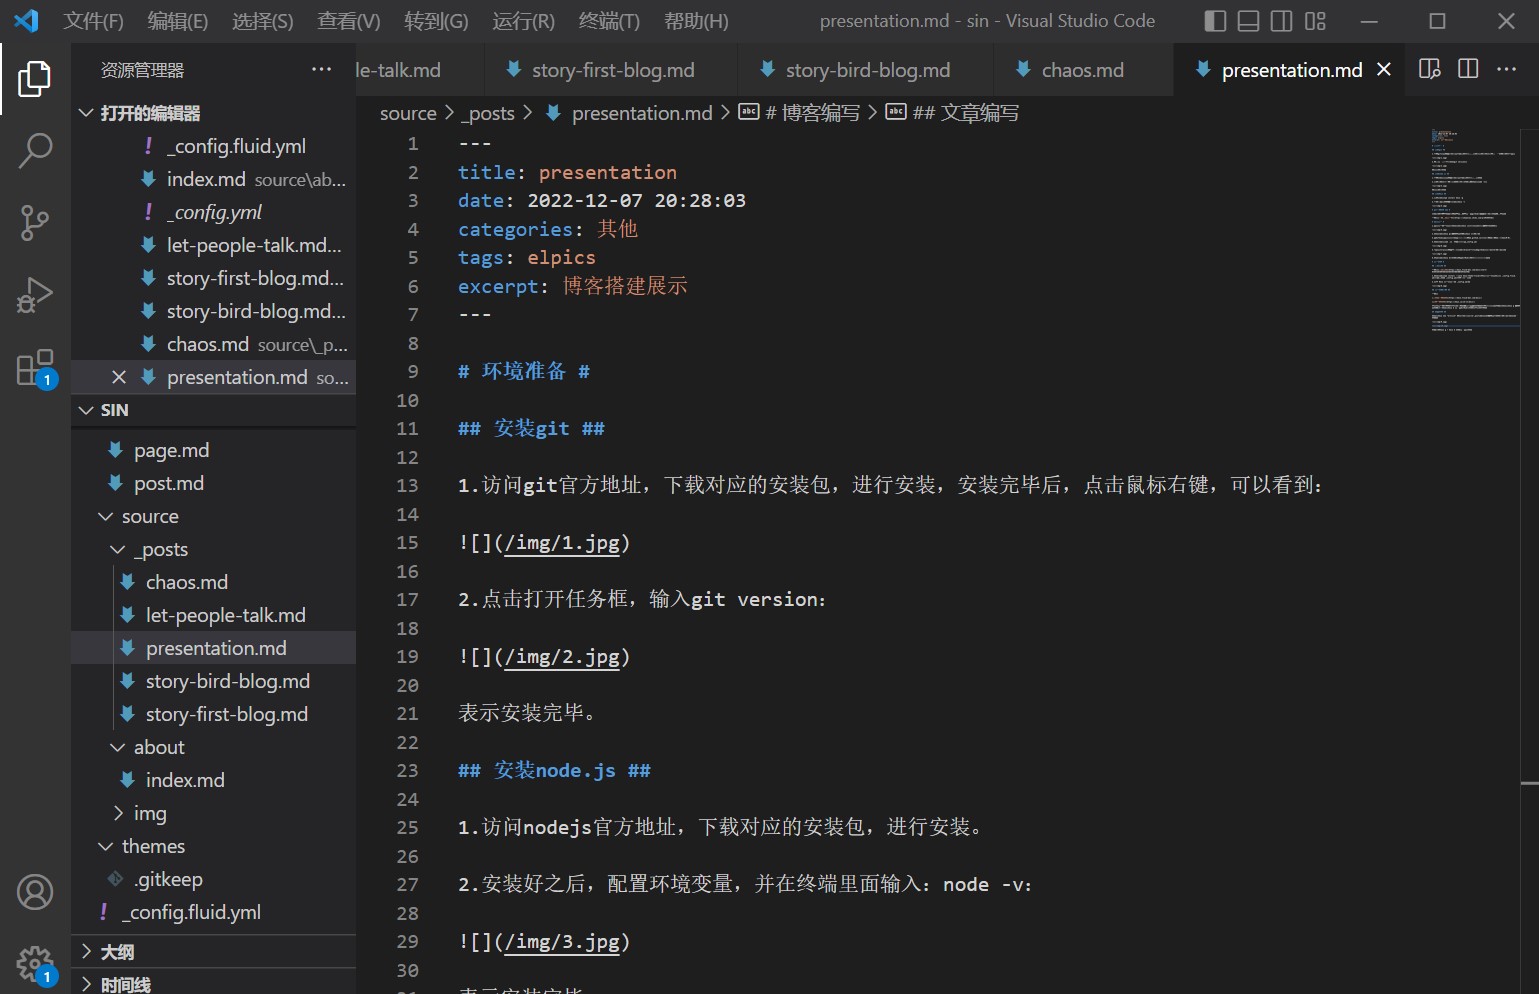 文件(F) 编辑(E) 选择(S) 查看(V) 转到(G) 运行(R) 终端(T) 帮助(H) presentation.md - sin - Visual Studio Code
资源管理器 ···
打开的编辑器
! _config.fluid.yml
index.md source\ab...
! _config.yml
let-people-talk.md...
story-first-blog.md...
story-bird-blog.md...
chaos.md source\_p...
presentation.md so...
SIN
page.md
post.md
source
_posts
chaos.md
let-people-talk.md
presentation.md
story-bird-blog.md
story-first-blog.md
about
index.md
img
themes
.gitkeep
! _config.fluid.yml
大纲
时间线
1
1
le-talk.md story-first-blog.md story-bird-blog.md chaos.md presentation.md
source > _posts > presentation.md > abc # 博客编写 > abc ## 文章编写
1 ---
2 title: presentation
3 date: 2022-12-07 20:28:03
4 categories: 其他
5 tags: elpics
6 excerpt: 博客搭建展示
7 ---
8
9 # 环境准备 #
10
11 ## 安装git ##
12
13 1.访问git官方地址，下载对应的安装包，进行安装，安装完毕后，点击鼠标右键，可以看到：
14
15 ![](/img/1.jpg)
16
17 2.点击打开任务框，输入git version：
18
19 ![](/img/2.jpg)
20
21 表示安装完毕。
22
23 ## 安装node.js ##
24
25 1.访问nodejs官方地址，下载对应的安装包，进行安装。
26
27 2.安装好之后，配置环境变量，并在终端里面输入：node -v：
28
29 ![](/img/3.jpg)
30